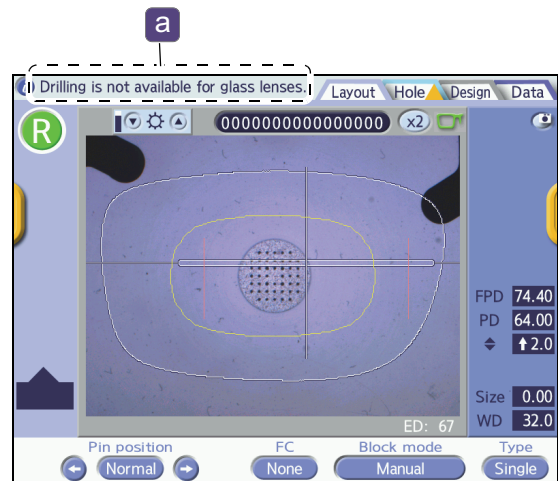 a
Drilling is not available for glass lenses.
Layout Hole Design Data
R
0000000000000000 x2
FPD 74.40
PD 64.00
2.0
Size 0.00
WD 32.0
ED: 67
Pin position FC Block mode Type
Normal None Manual Single